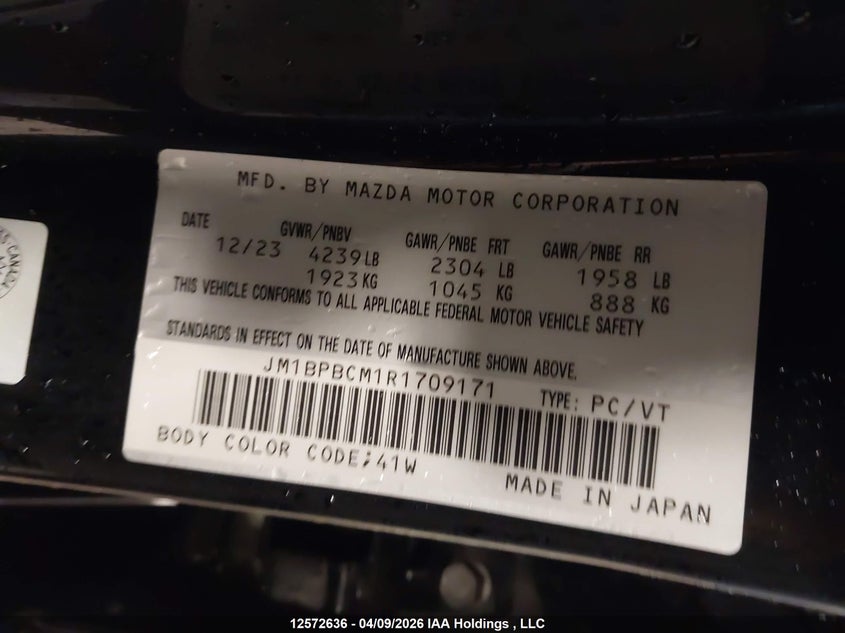 MFD. BY MAZDA MOTOR CORPORATION
DATE GVWR/PNBV GAWR/PNBE FRT GAWR/PNBE RR
12/23 4239LB 2304 LB 1958 LB
1923KG 1045 KG 888 KG
THIS VEHICLE CONFORMS TO ALL APPLICABLE FEDERAL MOTOR VEHICLE SAFETY
STANDARDS IN EFFECT ON THE DATE OF MANUFACTURE SHOWN ABOVE.
JM1BPBCM1R1709171 TYPE: PC/VT
BODY COLOR CODE;41W
MADE IN JAPAN
CANADA
12572636 - 04/09/2026 IAA Holdings , LLC